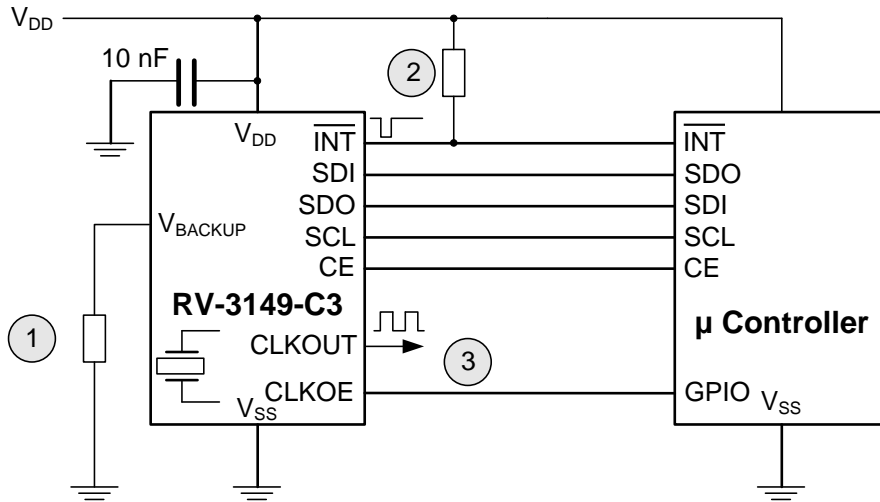 VDD
10 nF
2
VDD
INT
INT
SDI
SDO
SDO
SDI
VBACKUP
SCL
SCL
CE
CE
RV-3149-C3
µ Controller
1
CLKOUT
3
CLKOE
GPIO
VSS
VSS